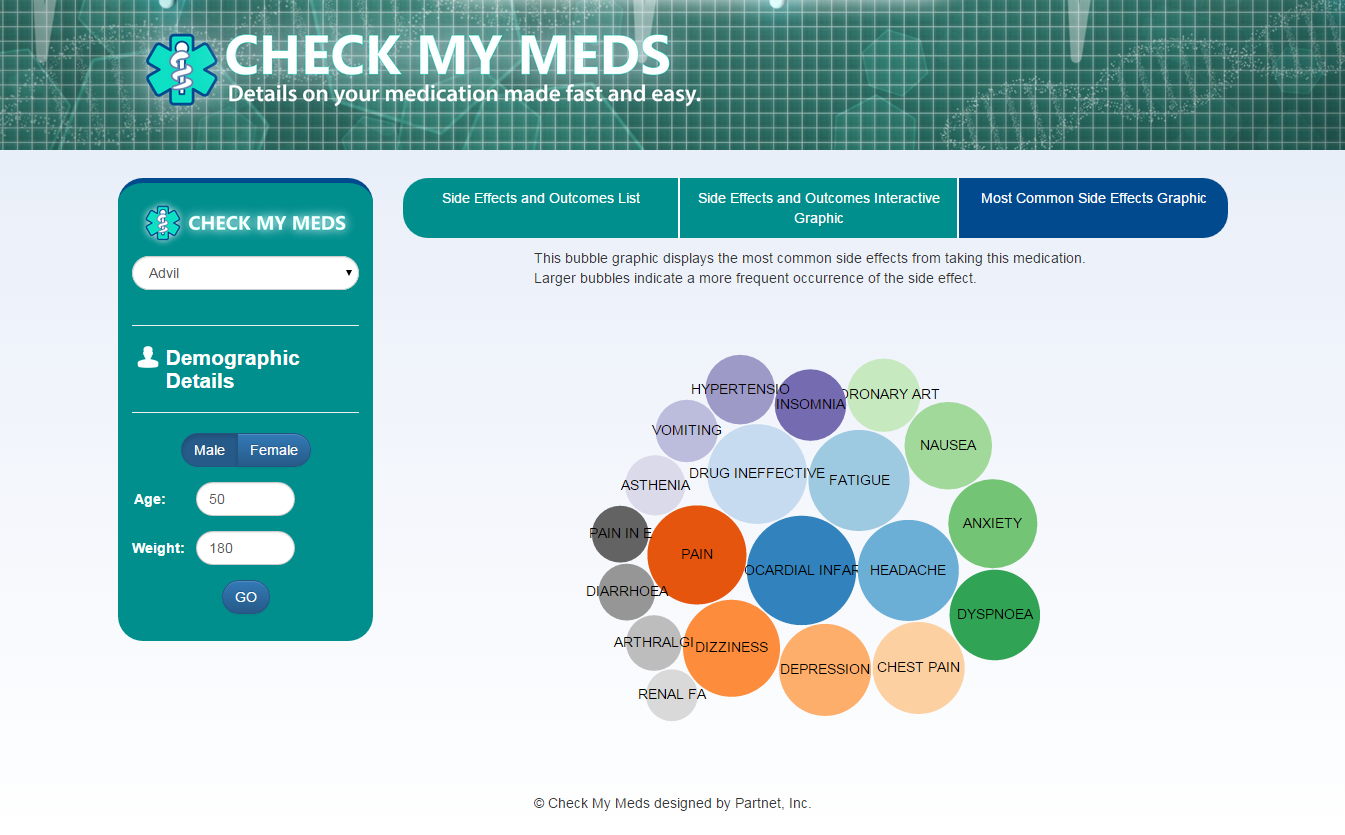 CHECK MY MEDS
Details on your medication made fast and easy.
CHECK MY MEDS
Advil
Demographic
Details
Male
Female
Age:
50
Weight:
180
GO
Side Effects and Outcomes List
Side Effects and Outcomes Interactive
Graphic
Most Common Side Effects Graphic
This bubble graphic displays the most common side effects from taking this medication.
Larger bubbles indicate a more frequent occurrence of the side effect.
HYPERTENSIO
INSOMNIA
ORONARY ART
VOMITING
NAUSEA
DRUG INEFFECTIVE
FATIGUE
ASTHENIA
ANXIETY
PAIN IN E
PAIN
OCARDIAL INFAR
HEADACHE
DIARRHOEA
DYSPNOEA
ARTHRALGI
DIZZINESS
DEPRESSION
CHEST PAIN
RENAL FA
© Check My Meds designed by Partnet, Inc.